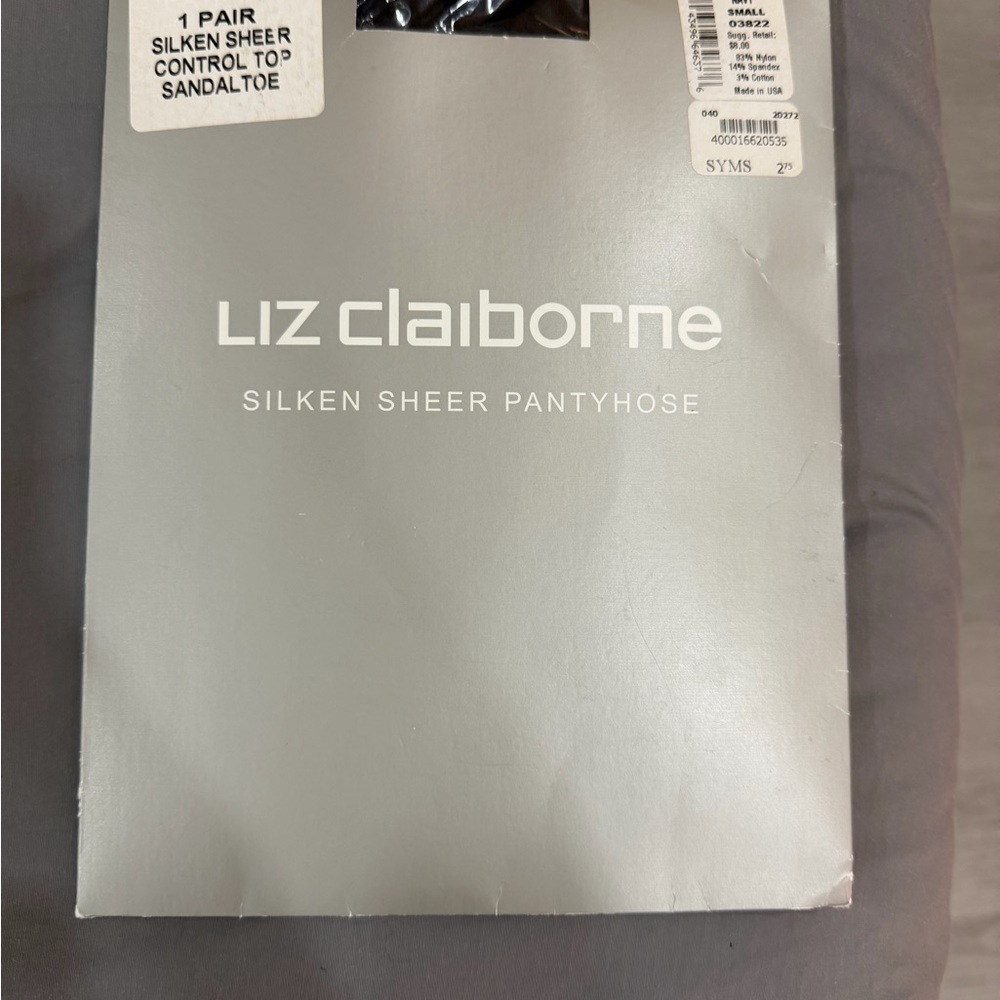 1 PAIR
SILKEN SHEER
CONTROL TOP
SANDALTOE
NAVY
SMALL
03822
Sugg. Retail:
$8.00
83% Nylon
14% Spandex
3% Cotton
Made in USA
040 20272
400016620535
SYMS 2⁷⁵
LIZ claiborne
SILKEN SHEER PANTYHOSE